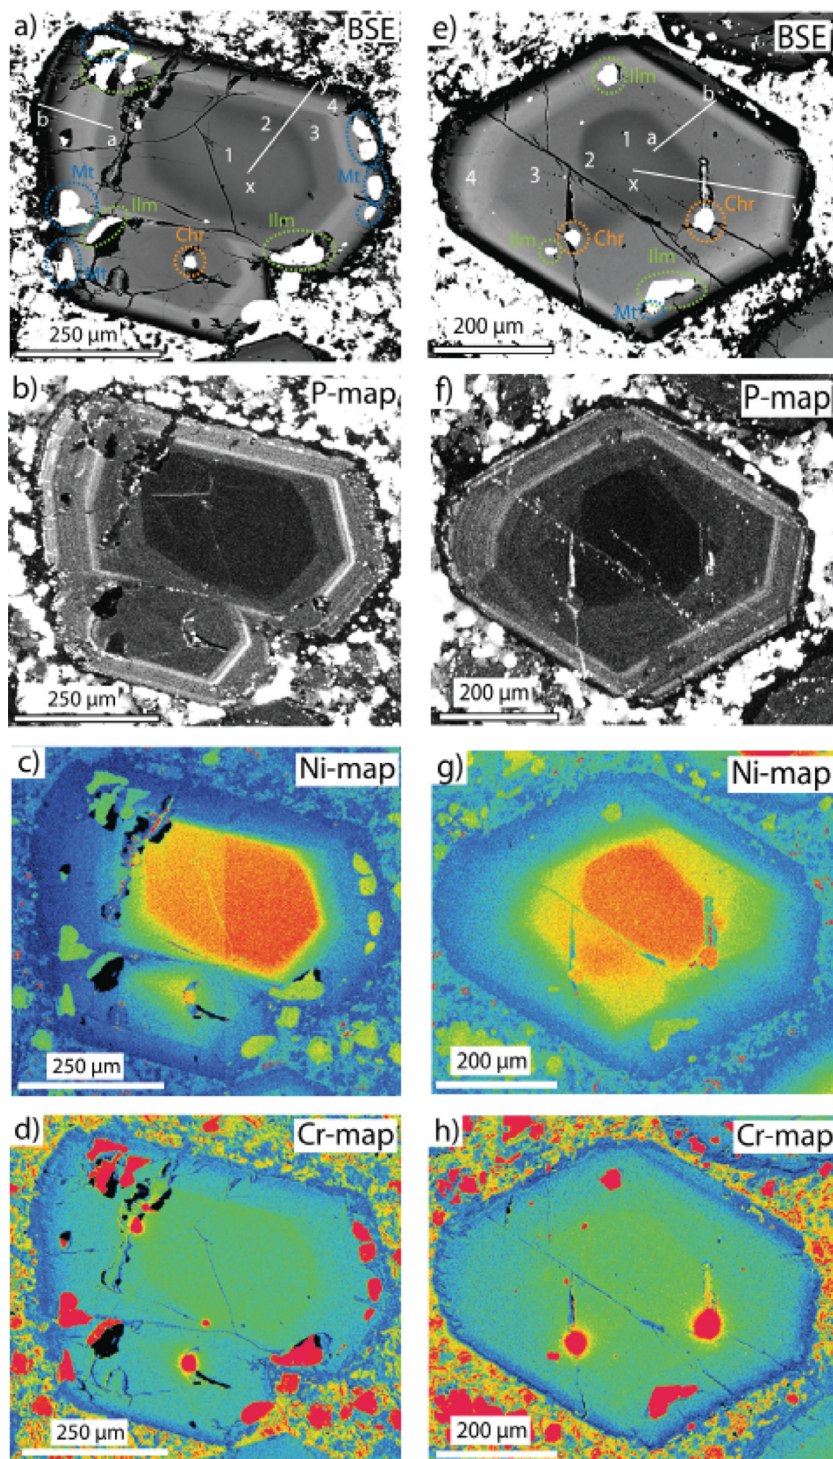 a) BSE
y
Ilm
4
b
2
3
a
1
Mt
x
Mt
Ilm
Chr
Ilm
Mt
250 µm
e) BSE
Ilm
b
1
a
2
4
3
x
y
Chr
Ilm
Chr
Ilm
Mt
200 µm
b) P-map
250 µm
f) P-map
200 µm
c) Ni-map
250 µm
g) Ni-map
200 µm
d) Cr-map
250 µm
h) Cr-map
200 µm